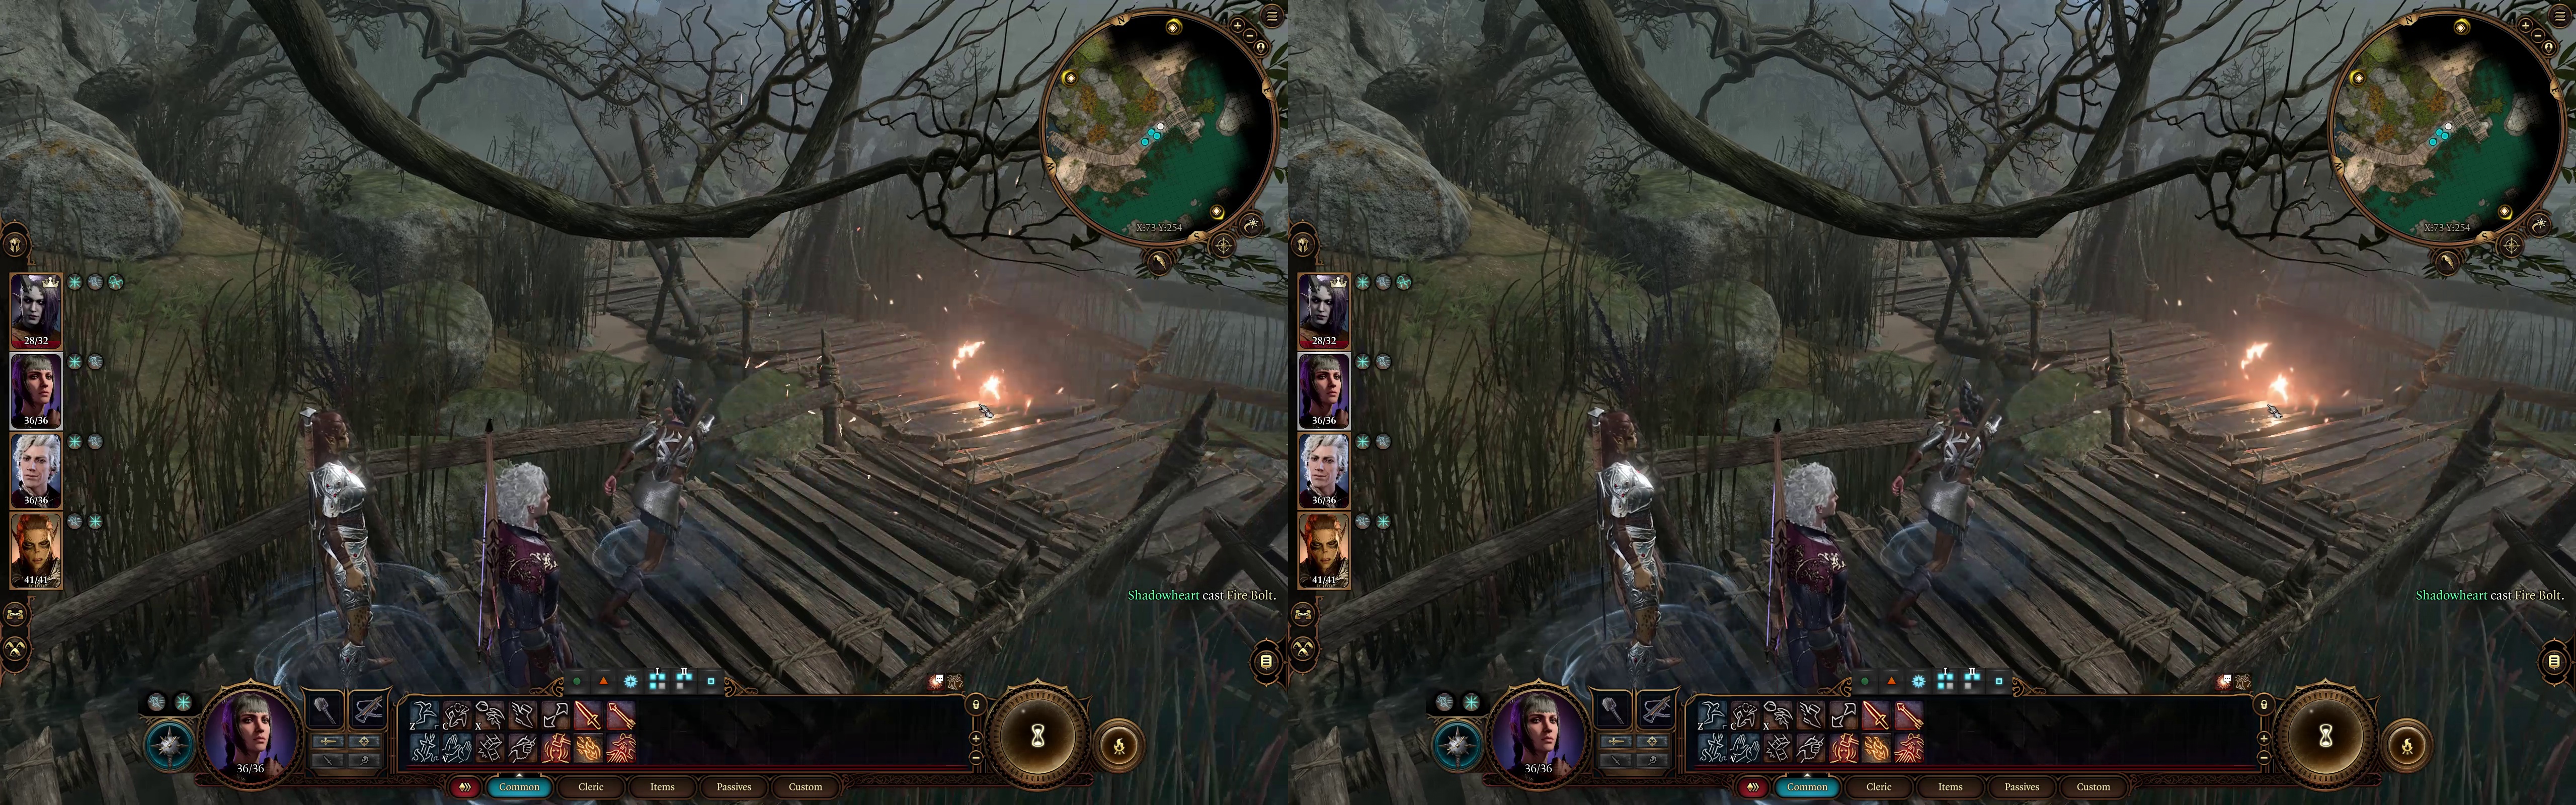 N
X:73 Y:254
S
28/32
36/36
36/36
41/41
Shadowheart cast Fire Bolt.
I II
Z C X
V
36/36
Common Cleric Items Passives Custom
N
X:73 Y:254
S
28/32
36/36
36/36
41/41
Shadowheart cast Fire Bolt.
I II
Z C X
V
36/36
Common Cleric Items Passives Custom